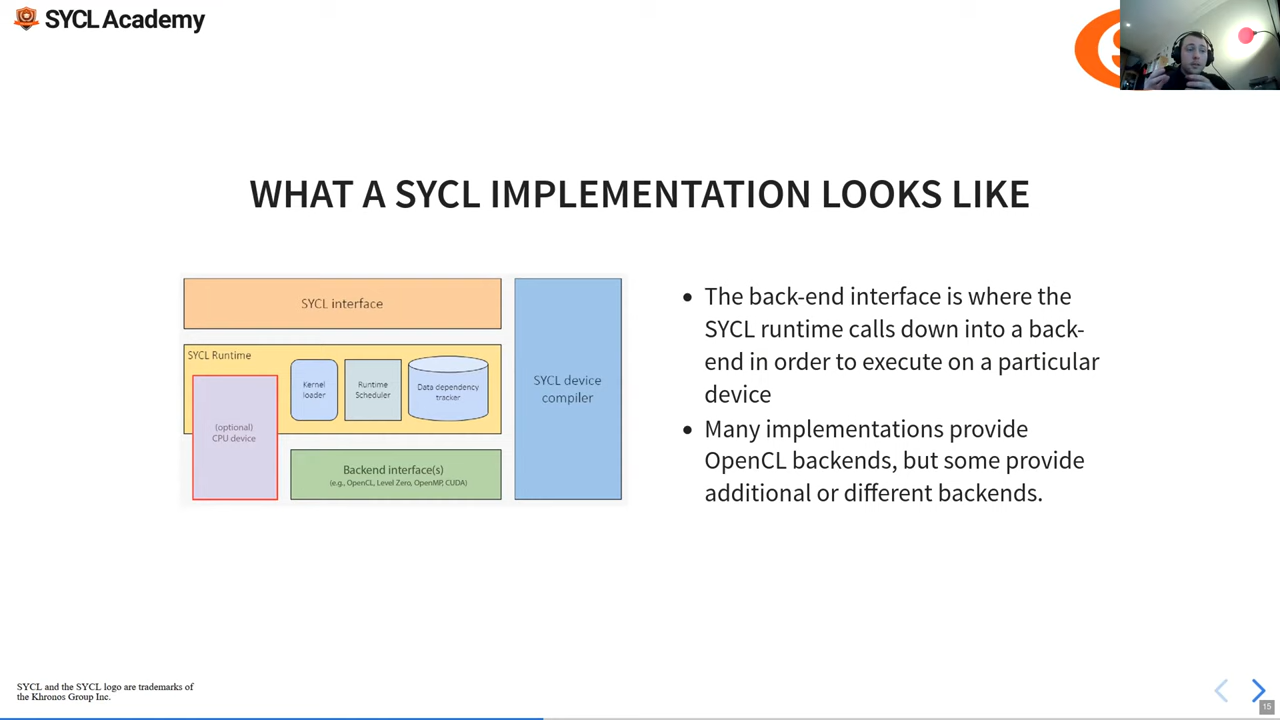 SYCL Academy
WHAT A SYCL IMPLEMENTATION LOOKS LIKE
SYCL interface
SYCL Runtime
Kernel
loader
Runtime
Scheduler
Data dependency
tracker
(optional)
CPU device
Backend interface(s)
(e.g., OpenCL, Level Zero, OpenMP, CUDA)
SYCL device
compiler
• The back-end interface is where the
SYCL runtime calls down into a back-
end in order to execute on a particular
device
• Many implementations provide
OpenCL backends, but some provide
additional or different backends.
SYCL and the SYCL logo are trademarks of
the Khronos Group Inc.
15